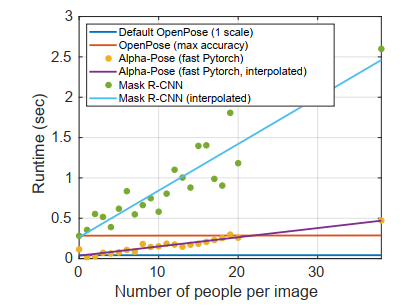 3
2.5
2
1.5
1
0.5
0
0
10
20
30
Runtime (sec)
Number of people per image
Default OpenPose (1 scale)
OpenPose (max accuracy)
Alpha-Pose (fast Pytorch)
Alpha-Pose (fast Pytorch, interpolated)
Mask R-CNN
Mask R-CNN (interpolated)